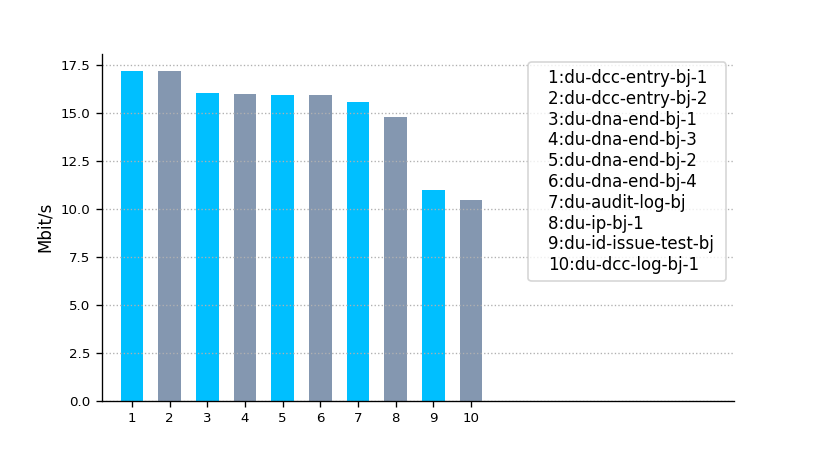 17.5
15.0
12.5
10.0
7.5
5.0
2.5
0.0
Mbit/s
1 2 3 4 5 6 7 8 9 10
1:du-dcc-entry-bj-1
2:du-dcc-entry-bj-2
3:du-dna-end-bj-1
4:du-dna-end-bj-3
5:du-dna-end-bj-2
6:du-dna-end-bj-4
7:du-audit-log-bj
8:du-ip-bj-1
9:du-id-issue-test-bj
10:du-dcc-log-bj-1